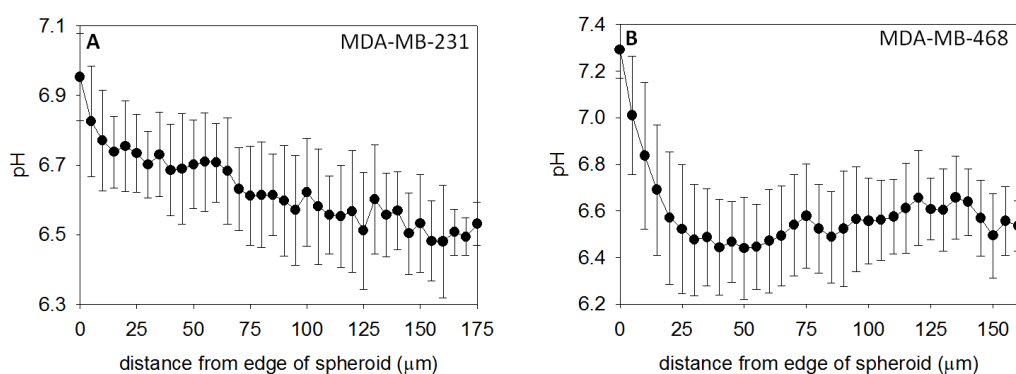 A MDA-MB-231
pH
7.1
6.9
6.7
6.5
6.3
0 25 50 75 100 125 150 175
distance from edge of spheroid (μm)
B MDA-MB-468
pH
7.4
7.2
7.0
6.8
6.6
6.4
6.2
0 25 50 75 100 125 150
distance from edge of spheroid (μm)